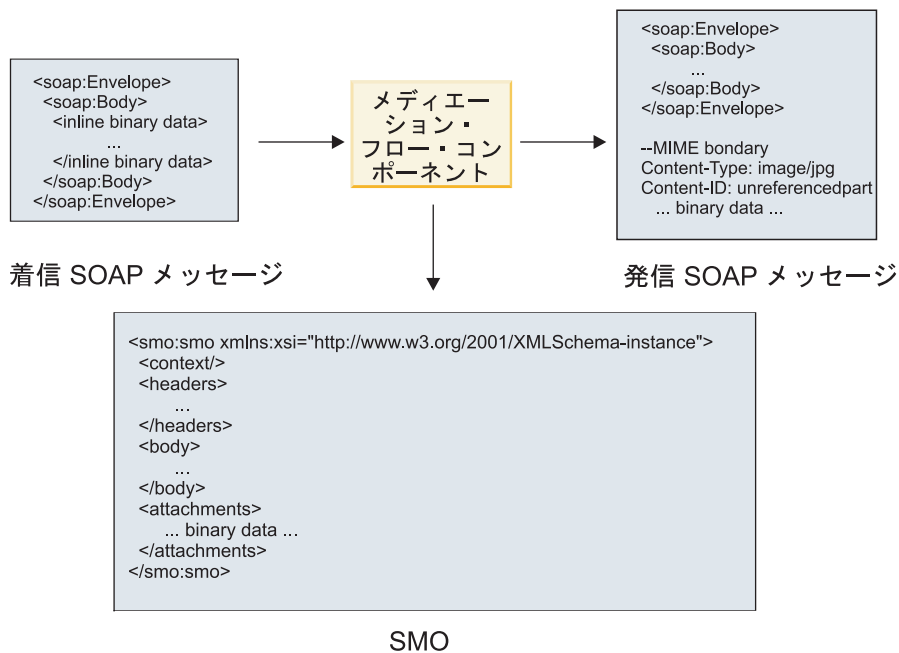 <soap:Envelope>
<soap:Body>
<inline binary data>
...
</inline binary data>
</soap:Body>
</soap:Envelope>
着信 SOAP メッセージ
メディエー
ション・
フロー・コン
ポーネント
<soap:Envelope>
<soap:Body>
...
</soap:Body>
</soap:Envelope>
--MIME bondary
Content-Type: image/jpg
Content-ID: unreferencedpart
... binary data ...
発信 SOAP メッセージ
<smo:smo xmlns:xsi="http://www.w3.org/2001/XMLSchema-instance">
<context/>
<headers>
...
</headers>
<body>
...
</body>
<attachments>
... binary data ...
</attachments>
</smo:smo>
SMO